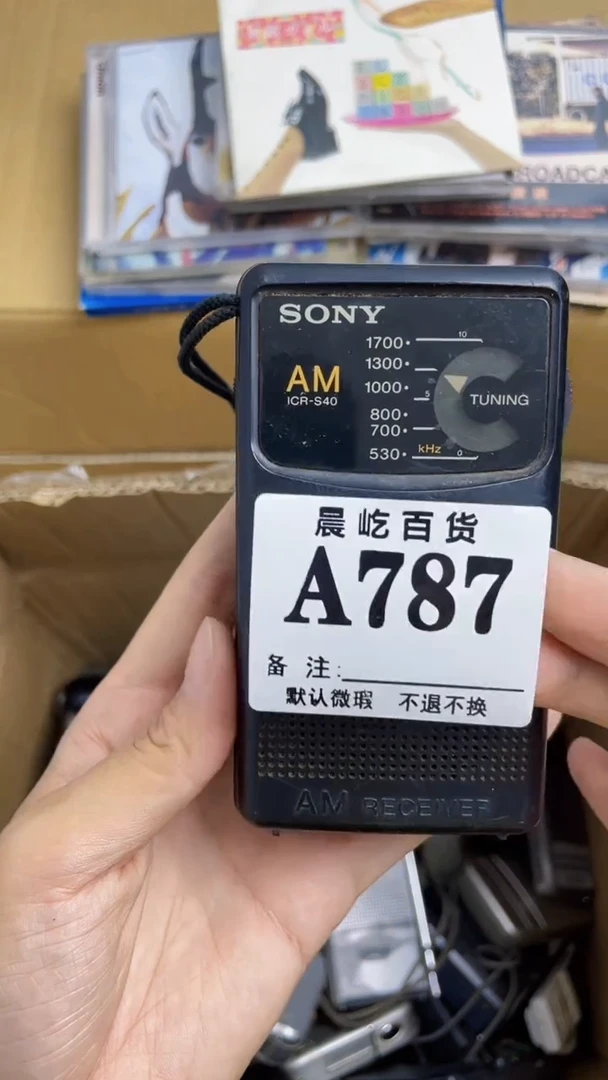 ROADCA
SONY
AM
ICR-S40
1700
1300
1000
800
700
530
kHz
10
5
0
TUNING
晨屹百货
A787
备注:
默认微瑕 不退不换
AM RECEIVER